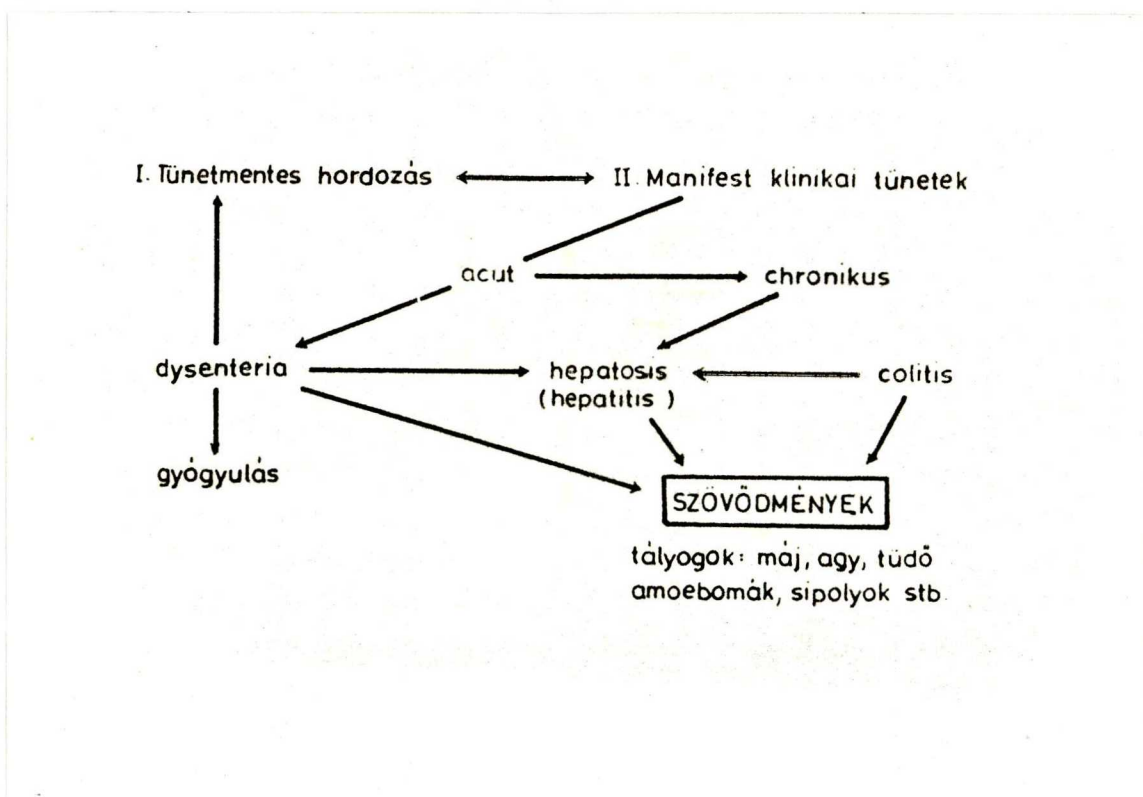 I. Tünetmentes hordozás II. Manifest klinikai tünetek
acut chronikus
dysenteria hepatosis colitis
(hepatitis)
gyógyulás
SZÖVŐDMÉNYEK
tályogok: máj, agy, tüdő
amoebomák, sipolyok stb.